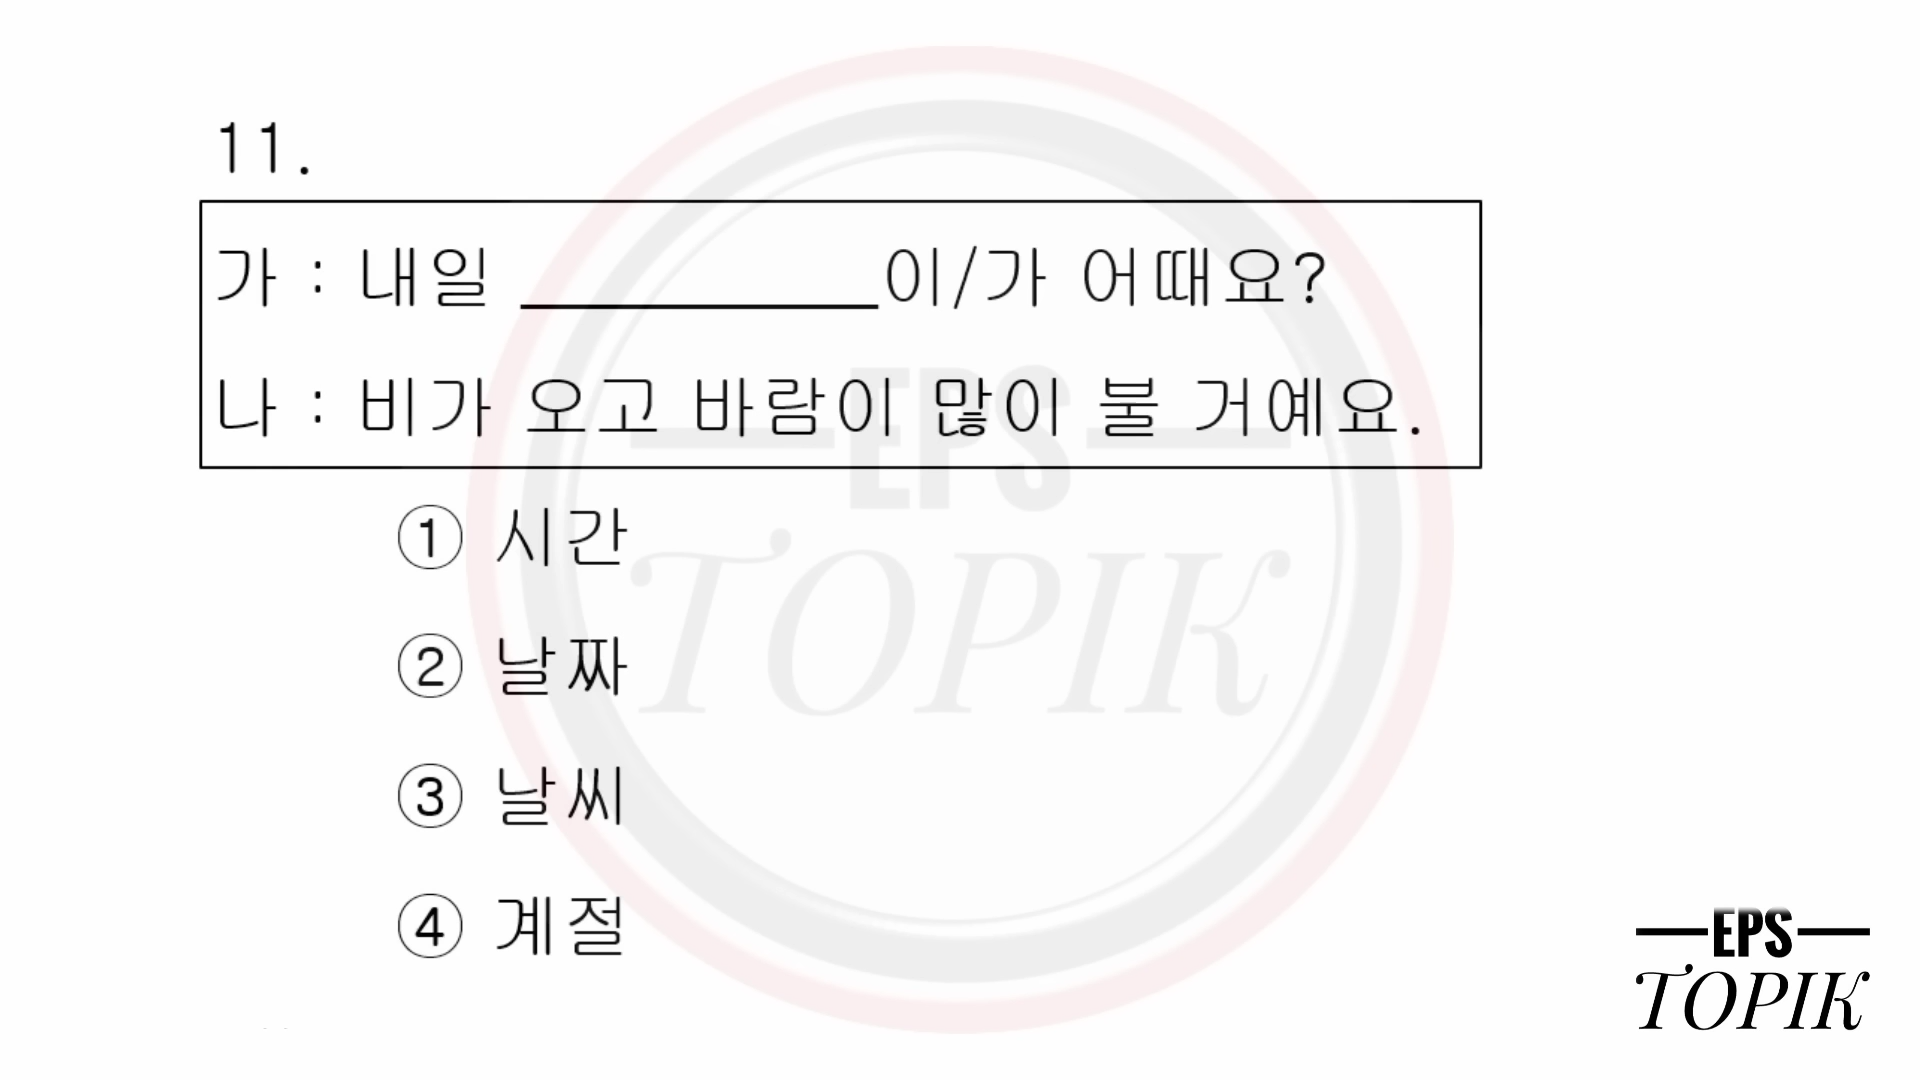 11.
가 : 내일 __________이/가 어때요?
나 : 비가 오고 바람이 많이 불 거예요.
① 시간
② 날짜
③ 날씨
④ 계절
EPS
TOPIK
EPS
TOPIK